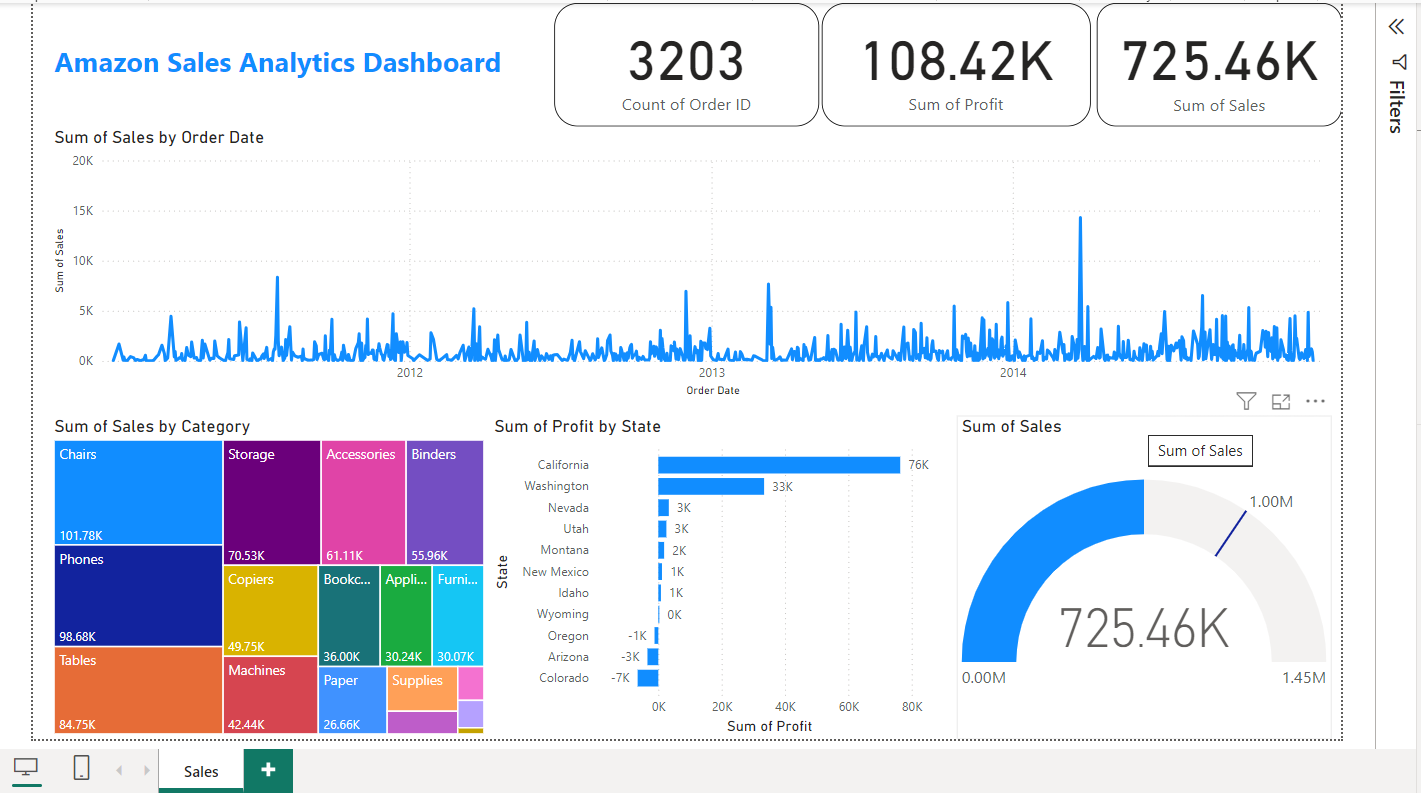 Amazon Sales Analytics Dashboard
3203
Count of Order ID
108.42K
Sum of Profit
725.46K
Sum of Sales
Filters
Sum of Sales by Order Date
Sum of Sales
20K
15K
10K
5K
0K
2012
2013
2014
Order Date
Sum of Sales by Category
Chairs
101.78K
Phones
98.68K
Tables
84.75K
Storage
70.53K
Accessories
61.11K
Binders
55.96K
Copiers
49.75K
Machines
42.44K
Bookc...
36.00K
Appli...
30.24K
Furni...
30.07K
Paper
26.66K
Supplies
Sum of Profit by State
State
California 76K
Washington 33K
Nevada 3K
Utah 3K
Montana 2K
New Mexico 1K
Idaho 1K
Wyoming 0K
Oregon -1K
Arizona -3K
Colorado -7K
0K 20K 40K 60K 80K
Sum of Profit
Sum of Sales
Sum of Sales
1.00M
725.46K
0.00M
1.45M
Sales